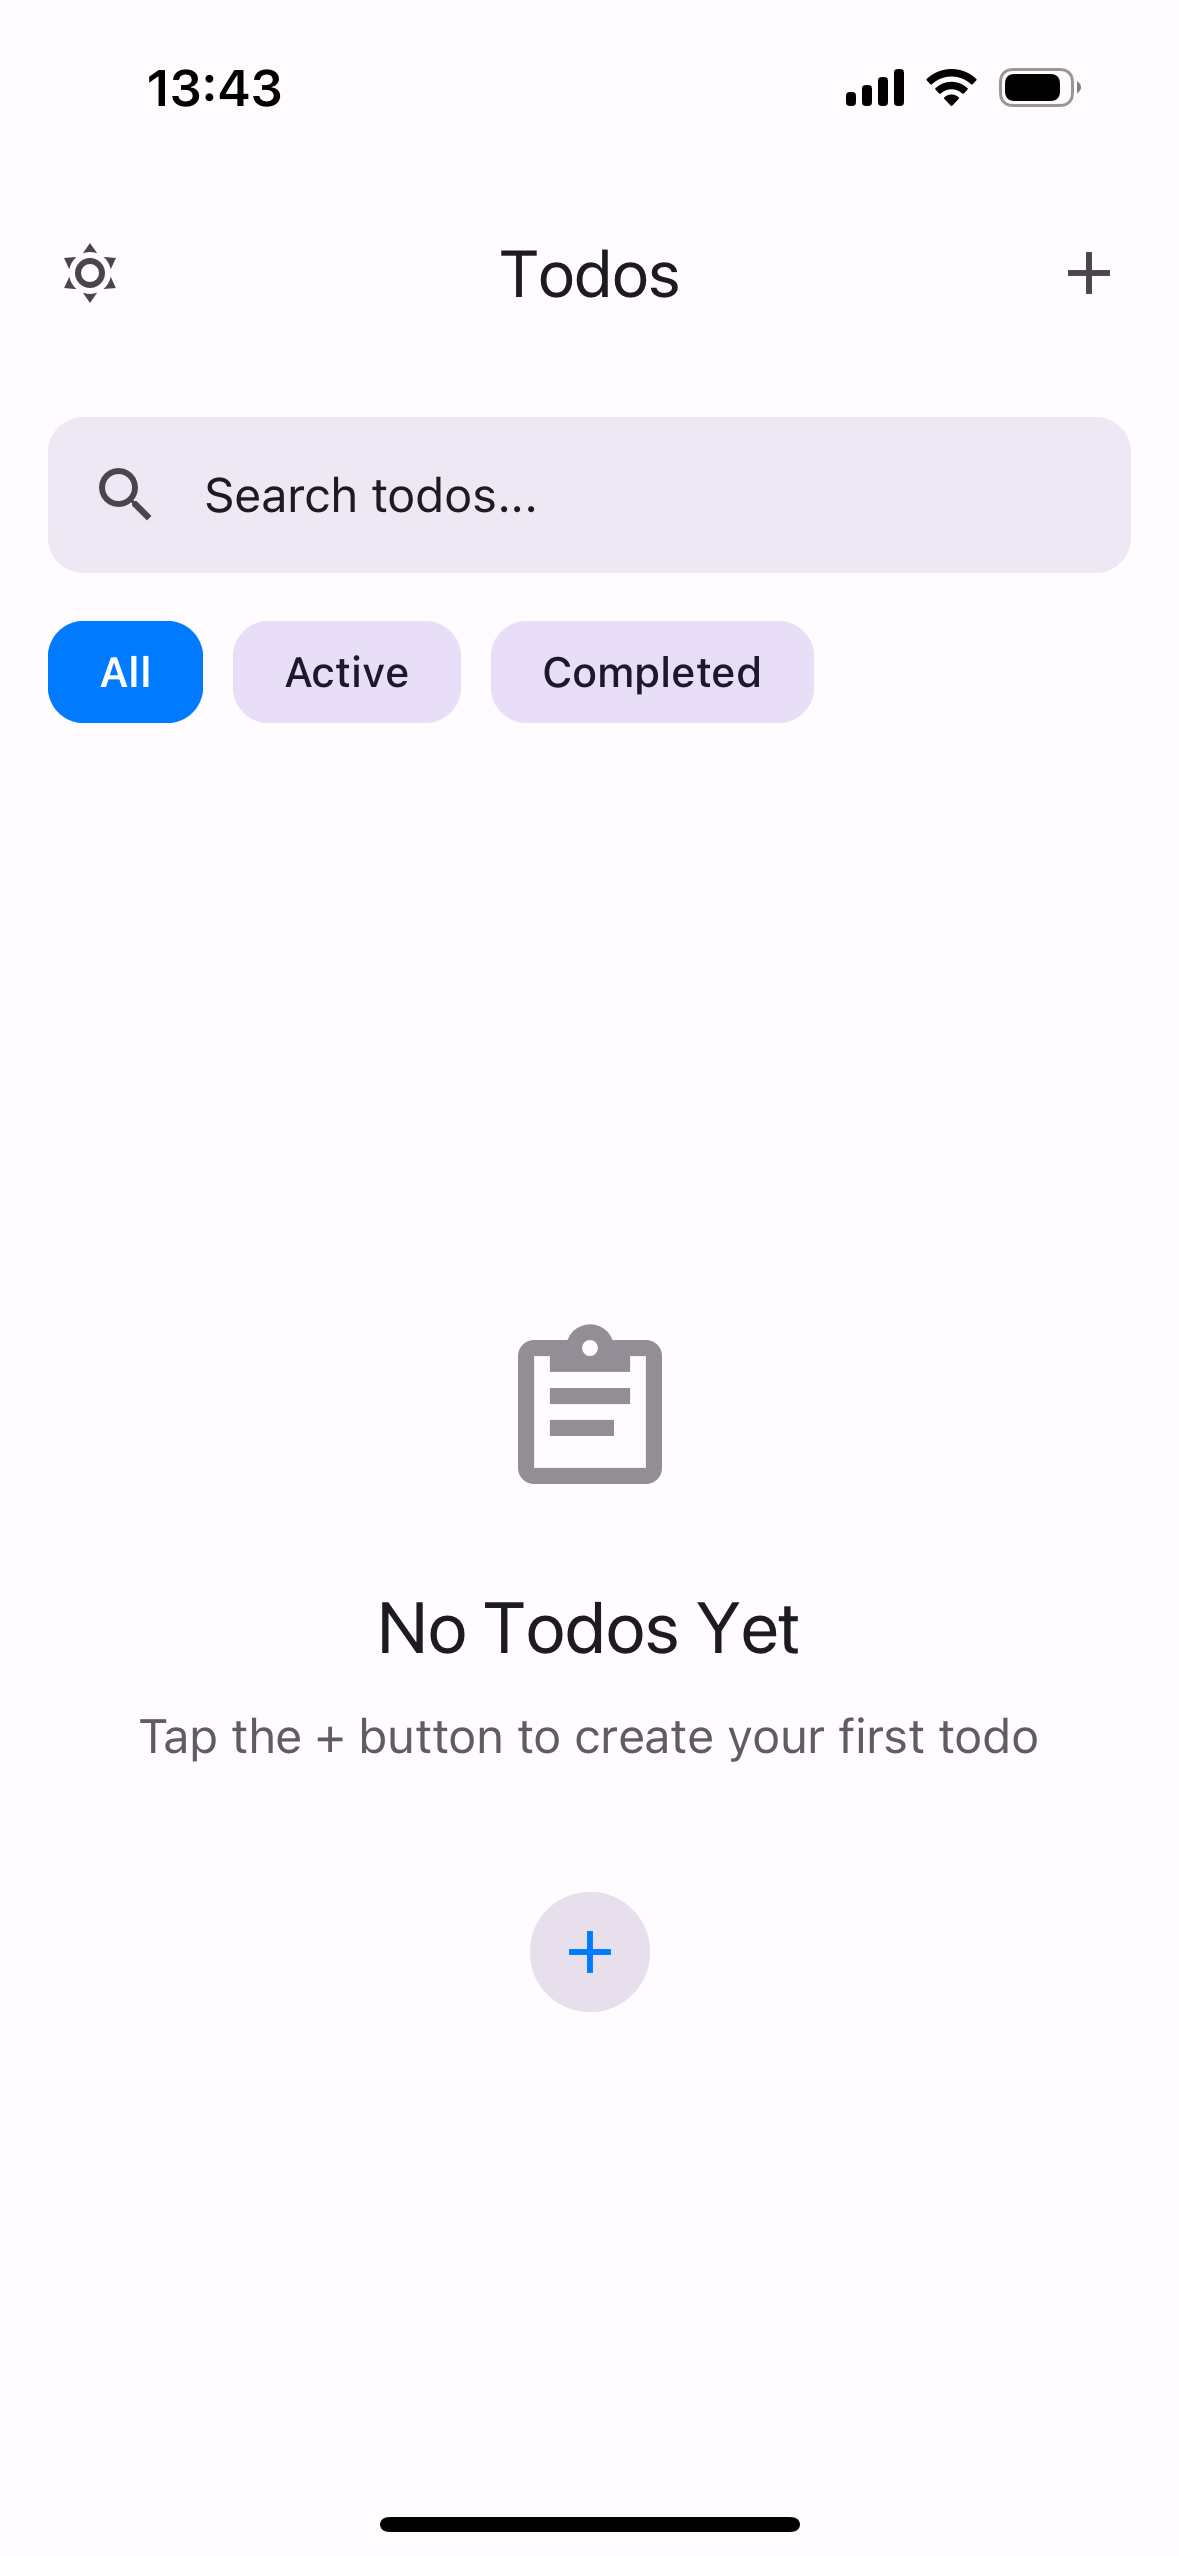 13:43
Todos
Search todos...
All Active Completed
No Todos Yet
Tap the + button to create your first todo